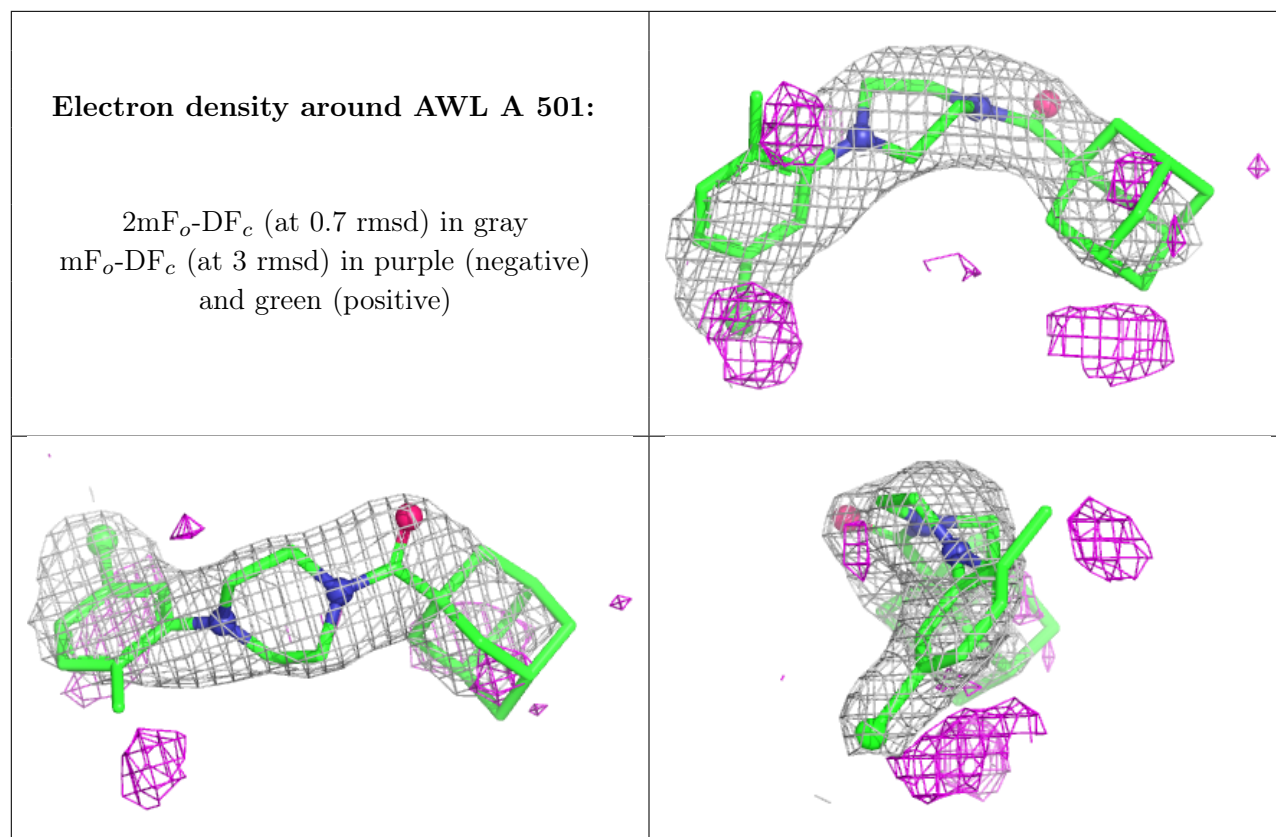 Electron density around AWL A 501:
2mFo-DFc (at 0.7 rmsd) in gray
mFo-DFc (at 3 rmsd) in purple (negative)
and green (positive)